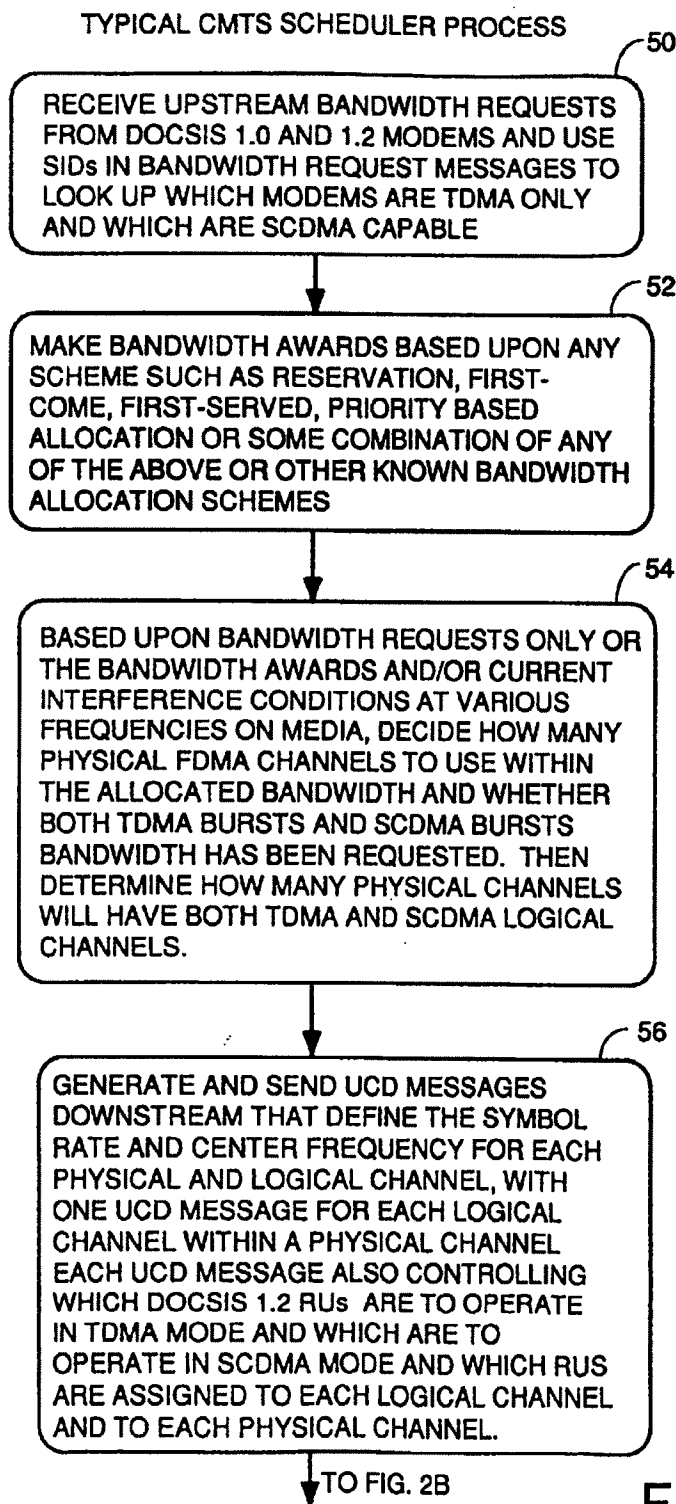 TYPICAL CMTS SCHEDULER PROCESS
50
RECEIVE UPSTREAM BANDWIDTH REQUESTS
FROM DOCSIS 1.0 AND 1.2 MODEMS AND USE
SIDs IN BANDWIDTH REQUEST MESSAGES TO
LOOK UP WHICH MODEMS ARE TDMA ONLY
AND WHICH ARE SCDMA CAPABLE
52
MAKE BANDWIDTH AWARDS BASED UPON ANY
SCHEME SUCH AS RESERVATION, FIRST-
COME, FIRST-SERVED, PRIORITY BASED
ALLOCATION OR SOME COMBINATION OF ANY
OF THE ABOVE OR OTHER KNOWN BANDWIDTH
ALLOCATION SCHEMES
54
BASED UPON BANDWIDTH REQUESTS ONLY OR
THE BANDWIDTH AWARDS AND/OR CURRENT
INTERFERENCE CONDITIONS AT VARIOUS
FREQUENCIES ON MEDIA, DECIDE HOW MANY
PHYSICAL FDMA CHANNELS TO USE WITHIN
THE ALLOCATED BANDWIDTH AND WHETHER
BOTH TDMA BURSTS AND SCDMA BURSTS
BANDWIDTH HAS BEEN REQUESTED. THEN
DETERMINE HOW MANY PHYSICAL CHANNELS
WILL HAVE BOTH TDMA AND SCDMA LOGICAL
CHANNELS.
56
GENERATE AND SEND UCD MESSAGES
DOWNSTREAM THAT DEFINE THE SYMBOL
RATE AND CENTER FREQUENCY FOR EACH
PHYSICAL AND LOGICAL CHANNEL, WITH
ONE UCD MESSAGE FOR EACH LOGICAL
CHANNEL WITHIN A PHYSICAL CHANNEL
EACH UCD MESSAGE ALSO CONTROLLING
WHICH DOCSIS 1.2 RUs ARE TO OPERATE
IN TDMA MODE AND WHICH ARE TO
OPERATE IN SCDMA MODE AND WHICH RUS
ARE ASSIGNED TO EACH LOGICAL CHANNEL
AND TO EACH PHYSICAL CHANNEL.
TO FIG. 2B